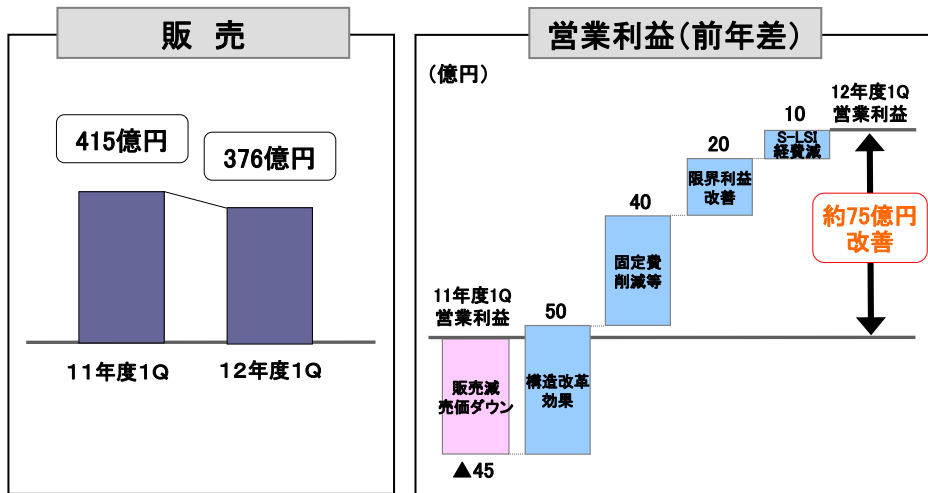 販 売
415億円
376億円
11年度1Q
12年度1Q
営業利益(前年差)
(億円)
11年度1Q
営業利益
販売減
売価ダウン
▲45
50
構造改革
効果
40
固定費
削減等
20
限界利益
改善
10
S-LSI
経費減
12年度1Q
営業利益
約75億円
改善